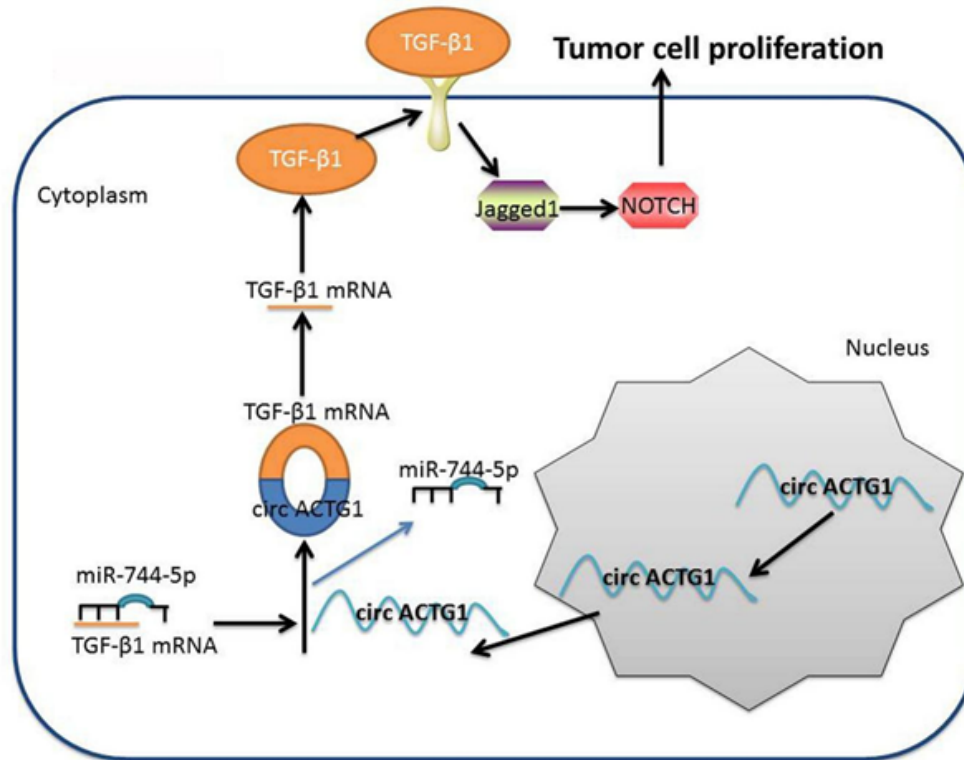 TGF-β1
Tumor cell proliferation
TGF-β1
Cytoplasm
Jagged1
NOTCH
TGF-β1 mRNA
Nucleus
TGF-β1 mRNA
miR-744-5p
circ ACTG1
circ ACTG1
circ ACTG1
miR-744-5p
circ ACTG1
TGF-β1 mRNA